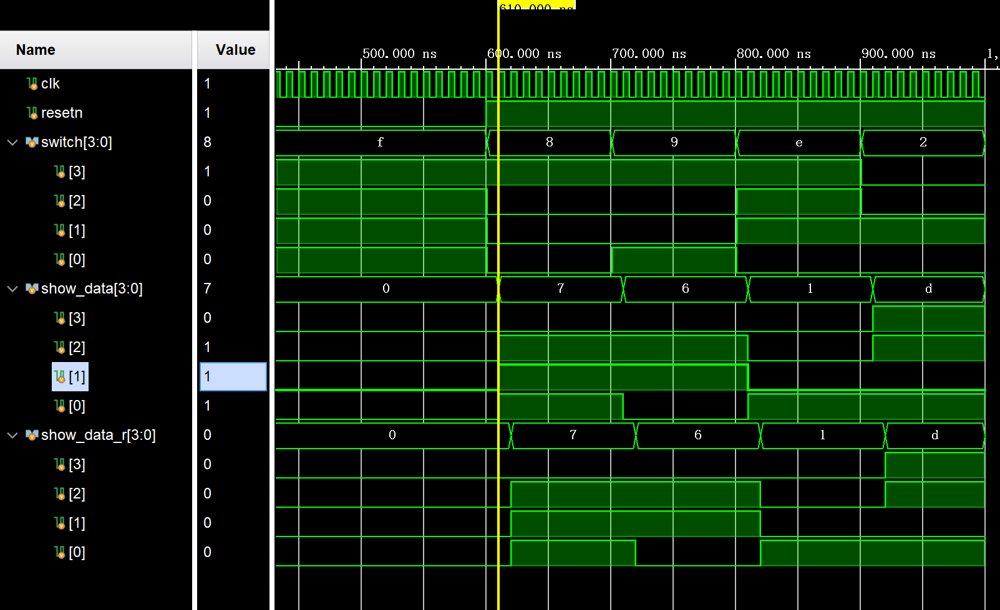 610.000 ns
Name Value
500.000 ns 600.000 ns 700.000 ns 800.000 ns 900.000 ns 1,
clk 1
resetn 1
switch[3:0] 8 f 8 9 e 2
[3] 1
[2] 0
[1] 0
[0] 0
show_data[3:0] 7 0 7 6 1 d
[3] 0
[2] 1
[1] 1
[0] 1
show_data_r[3:0] 0 0 7 6 1 d
[3] 0
[2] 0
[1] 0
[0] 0